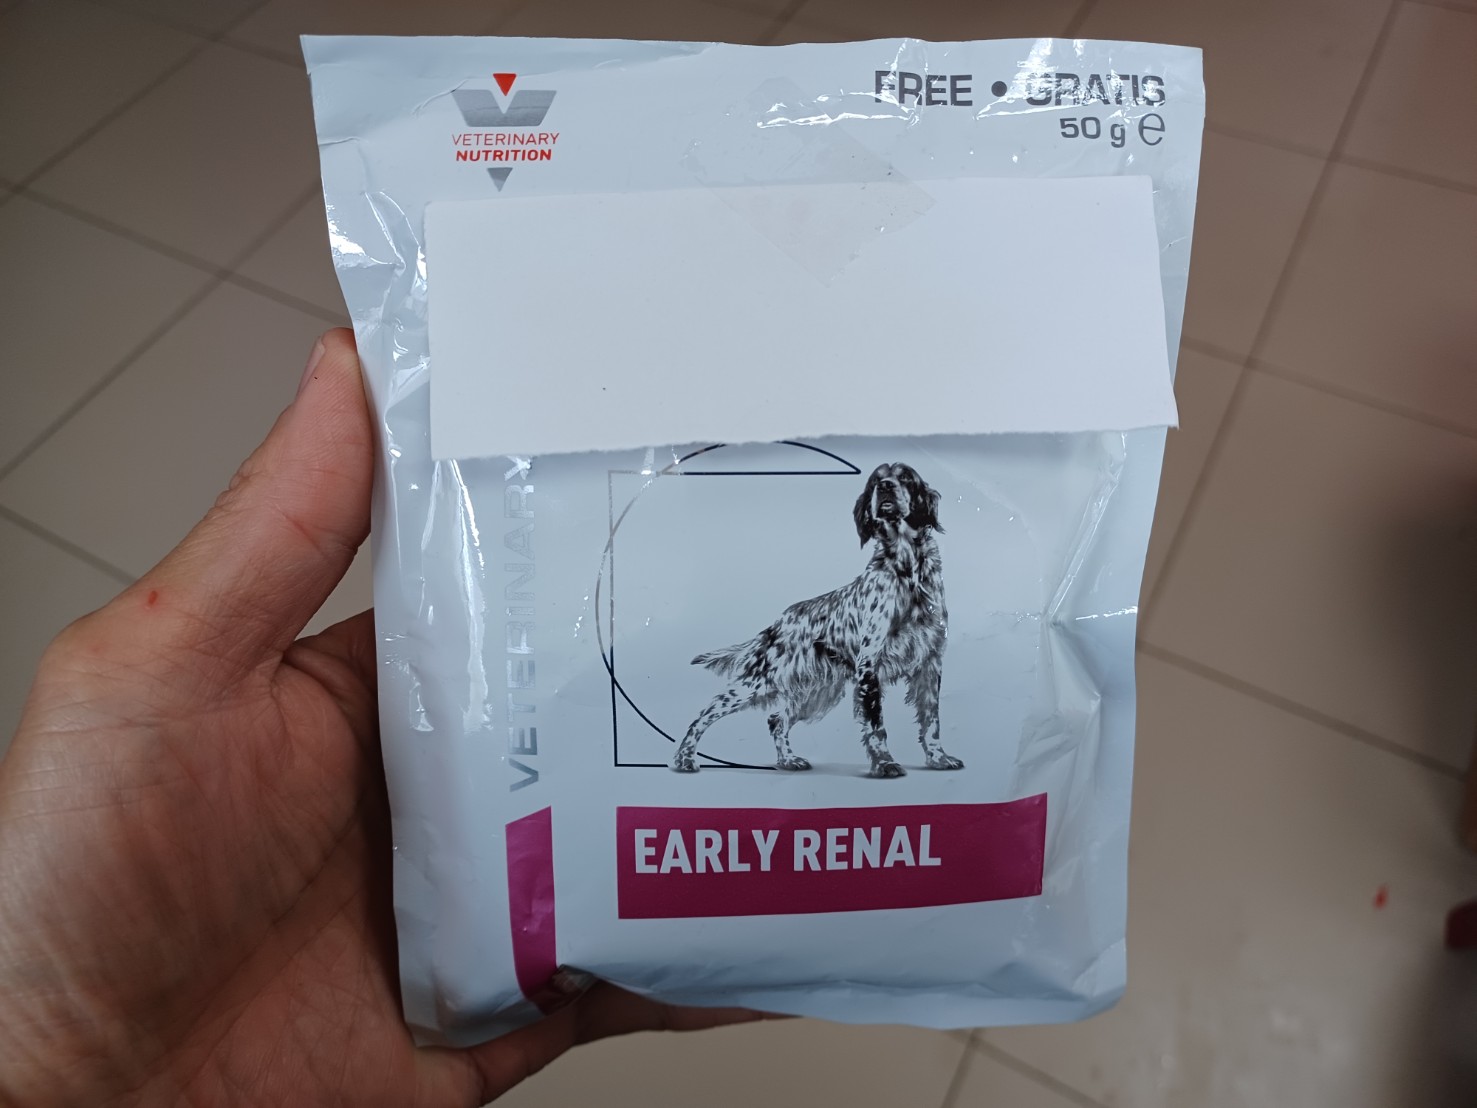 VETERINARY
NUTRITION
FREE • GRATIS
50 g ℮
VETERINARY
EARLY RENAL